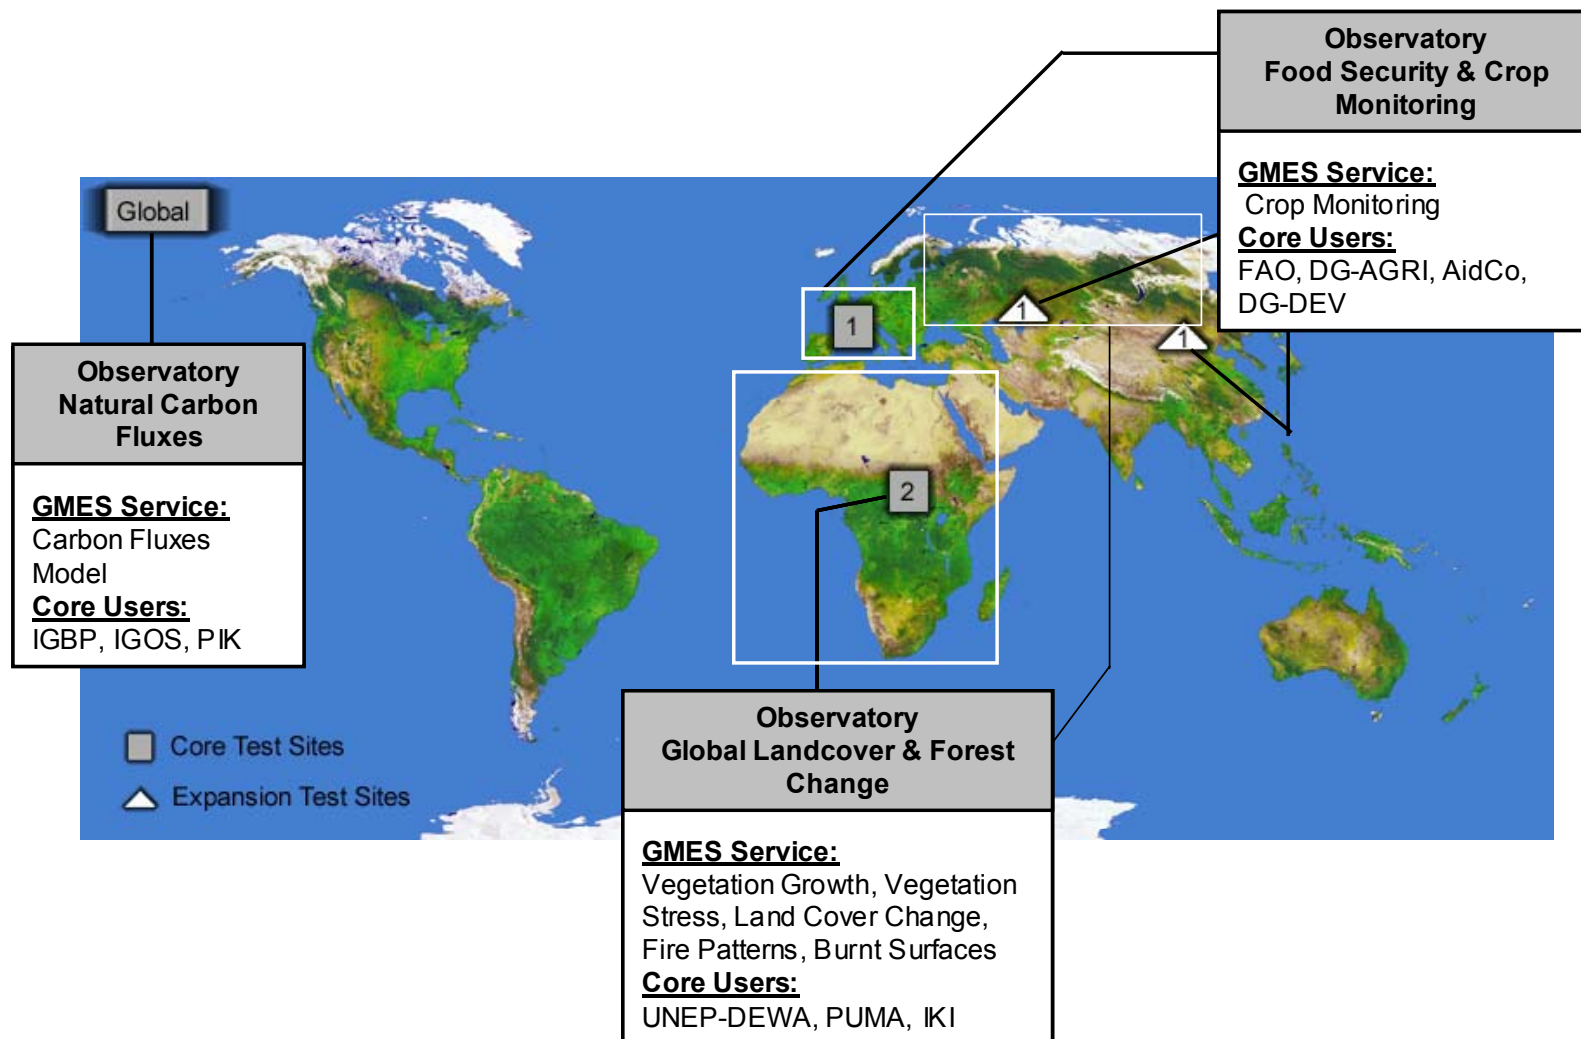 Observatory
Food Security & Crop
Monitoring
GMES Service:
Crop Monitoring
Core Users:
FAO, DG-AGRI, AidCo,
DG-DEV
Global
1
1
1
2
Observatory
Natural Carbon
Fluxes
GMES Service:
Carbon Fluxes
Model
Core Users:
IGBP, IGOS, PIK
Core Test Sites
Expansion Test Sites
Observatory
Global Landcover & Forest
Change
GMES Service:
Vegetation Growth, Vegetation
Stress, Land Cover Change,
Fire Patterns, Burnt Surfaces
Core Users:
UNEP-DEWA, PUMA, IKI